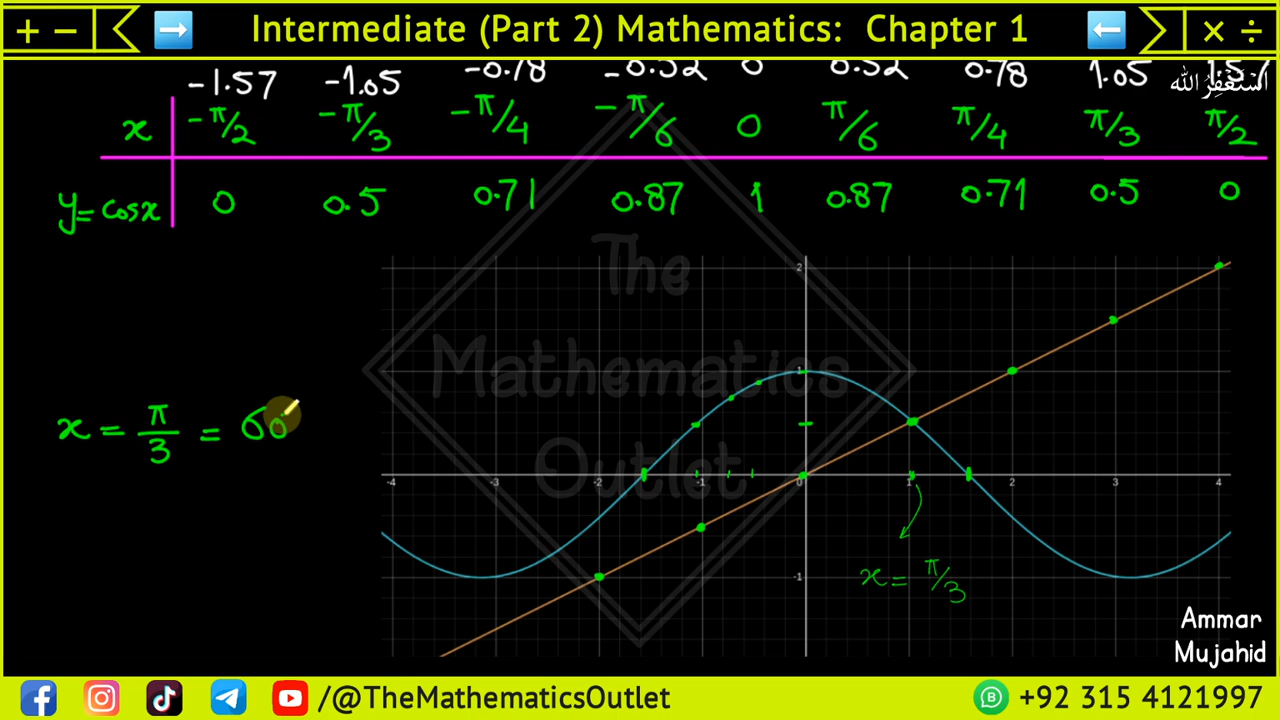 + − ➡ Intermediate (Part 2) Mathematics: Chapter 1 ⬅ × ÷
-1.57 -1.05 -0.78 -0.52 0 0.52 0.78 1.05 1.57
أستغفر الله
x -π/2 -π/3 -π/4 -π/6 0 π/6 π/4 π/3 π/2
y=cosx 0 0.5 0.71 0.87 1 0.87 0.71 0.5 0
The
Mathematics
Outlet
2
1
x = π/3 = 60°
-4 -3 -2 -1 0 1 2 3 4
-1
x = π/3
Ammar
Mujahid
/@TheMathematicsOutlet +92 315 4121997